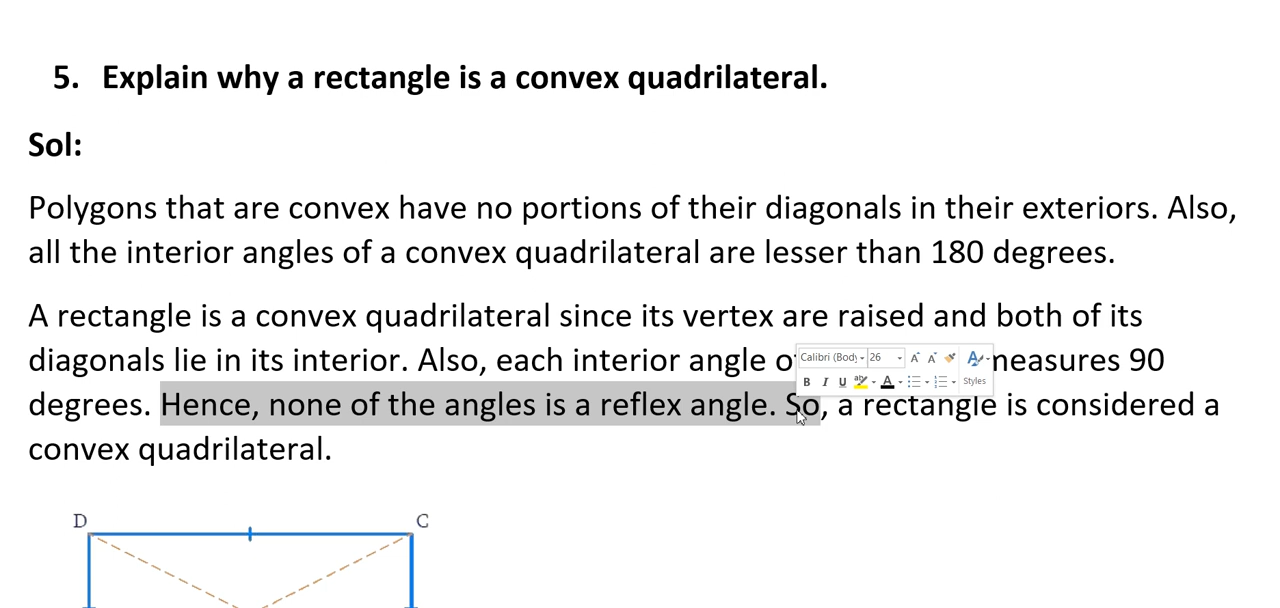 5. Explain why a rectangle is a convex quadrilateral.
Sol:
Polygons that are convex have no portions of their diagonals in their exteriors. Also,
all the interior angles of a convex quadrilateral are lesser than 180 degrees.
A rectangle is a convex quadrilateral since its vertex are raised and both of its
diagonals lie in its interior. Also, each interior angle measures 90
Calibri (Body 26 A A A
B I U ab A Styles
degrees. Hence, none of the angles is a reflex angle. So, a rectangle is considered a
convex quadrilateral.
D C